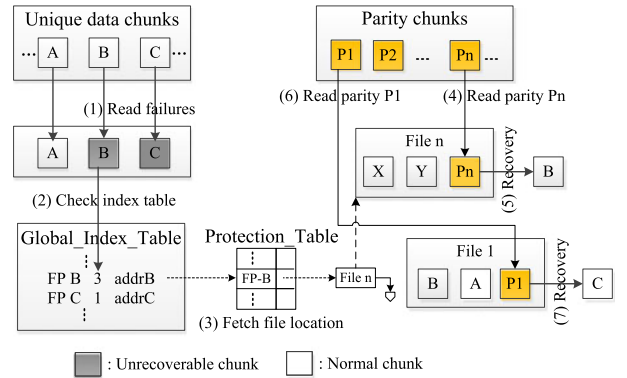 Unique data chunks
Parity chunks
... A B C ...
P1 P2 ... Pn ...
(1) Read failures
(6) Read parity P1
(4) Read parity Pn
A B C
File n
X Y Pn
B
(5) Recovery
(2) Check index table
Global_Index_Table
Protection_Table
FP B 3 addrB
FP C 1 addrC
FP-B
File n
(3) Fetch file location
File 1
B A P1
C
(7) Recovery
: Unrecoverable chunk
: Normal chunk